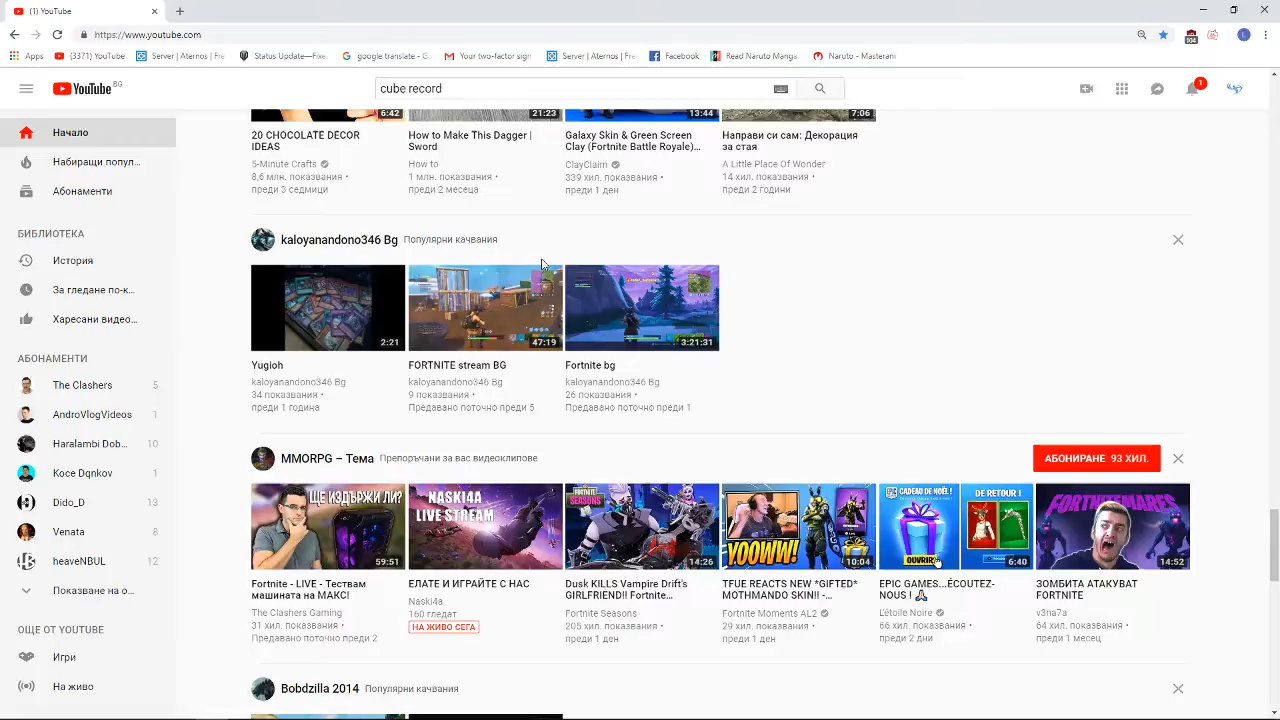 (1) YouTube
https://www.youtube.com
Apps (3371) YouTube Server | Aternos | Fre Status Update—Fixe google translate - G Your two-factor sign Server | Aternos | Fre Facebook Read Naruto Manga Naruto - Masterani
104
L
YouTube BG
cube record
1
Начало
Набиращи попул...
Абонаменти
БИБЛИОТЕКА
История
За гледане по-к...
Харесани видео...
АБОНАМЕНТИ
The Clashers 5
AndroVlogVideos 1
Haralambi Dob... 10
Koce Dqnkov 1
Dido_D 13
Venata 8
heaveNBUL 12
Показване на о...
ОЩЕ ОТ YOUTUBE
Игри
На живо
6:42
20 CHOCOLATE DECOR
IDEAS
5-Minute Crafts
8,6 млн. показвания •
преди 3 седмици
21:23
How to Make This Dagger |
Sword
How to
1 млн. показвания •
преди 2 месеца
13:44
Galaxy Skin & Green Screen
Clay (Fortnite Battle Royale)...
ClayClaim
339 хил. показвания •
преди 1 ден
7:06
Направи си сам: Декорация
за стая
A Little Place Of Wonder
14 хил. показвания •
преди 2 години
kaloyanandono346 Bg Популярни качвания
2:21
Yugioh
kaloyanandono346 Bg
34 показвания •
преди 1 година
47:19
FORTNITE stream BG
kaloyanandono346 Bg
9 показвания •
Предавано поточно преди 5
3:21:31
Fortnite bg
kaloyanandono346 Bg
26 показвания •
Предавано поточно преди 1
MMORPG – Тема Препоръчани за вас видеоклипове
АБОНИРАНЕ 93 ХИЛ.
ЩЕ ИЗДЪРЖИ ЛИ?
59:51
Fortnite - LIVE - Тествам
машината на МАКС!
The Clashers Gaming
31 хил. показвания •
Предавано поточно преди 2
NASKI4A
LIVE STREAM
ЕЛАТЕ И ИГРАЙТЕ С НАС
Naski4a
160 гледат
НА ЖИВО СЕГА
FORTNITE
SEASONS
14:26
Dusk KILLS Vampire Drift's
GIRLFRIEND!! Fortnite...
Fortnite Seasons
205 хил. показвания •
преди 1 ден
YOOWW!
10:04
TFUE REACTS NEW *GIFTED*
MOTHMANDO SKIN!! -...
Fortnite Moments AL2
29 хил. показвания •
преди 1 ден
CADEAU DE NOËL !
DE RETOUR !
OUVRIR
6:40
EPIC GAMES...ÉCOUTEZ-
NOUS !
L'étoile Noire
66 хил. показвания •
преди 2 дни
FORTNITEMARES
14:52
ЗОМБИТА АТАКУВАТ
FORTNITE
v3na7a
64 хил. показвания •
преди 1 месец
Bobdzilla 2014 Популярни качвания